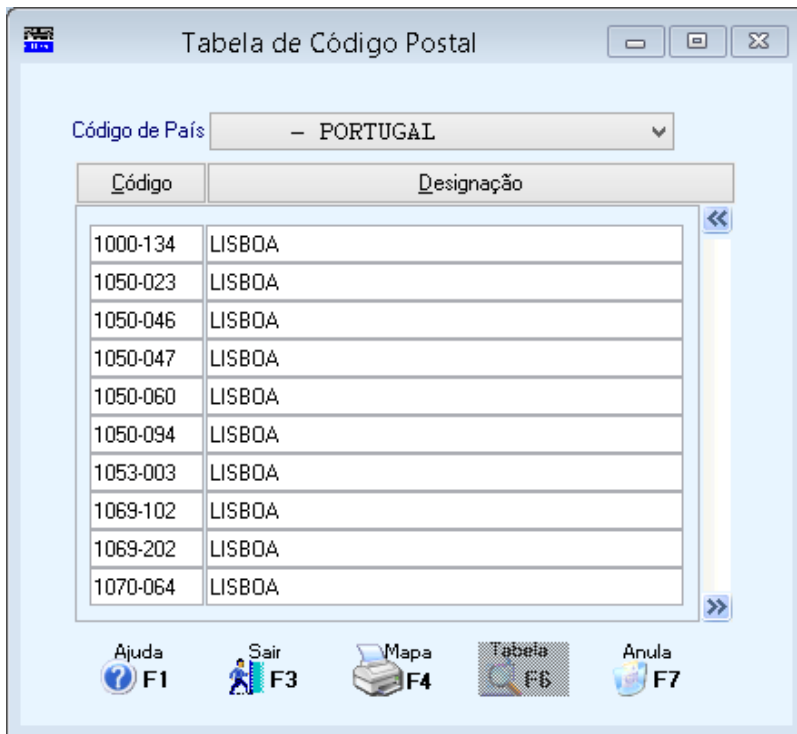 Tabela de Código Postal
Código de País – PORTUGAL
Código Designação
1000-134 LISBOA
1050-023 LISBOA
1050-046 LISBOA
1050-047 LISBOA
1050-060 LISBOA
1050-094 LISBOA
1053-003 LISBOA
1069-102 LISBOA
1069-202 LISBOA
1070-064 LISBOA
Ajuda Sair Mapa Tabela Anula
F1 F3 F4 F6 F7